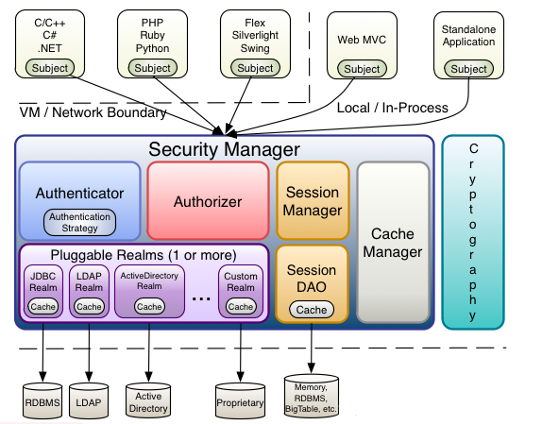 C/C++
C#
.NET
Subject
PHP
Ruby
Python
Subject
Flex
Silverlight
Swing
Subject
Web MVC
Subject
Standalone
Application
Subject
VM / Network Boundary
Local / In-Process
Security Manager
Authenticator
Authentication
Strategy
Authorizer
Session
Manager
Cache
Manager
Cryptography
Pluggable Realms (1 or more)
JDBC
Realm
Cache
LDAP
Realm
Cache
ActiveDirectory
Realm
Cache
...
Custom
Realm
Cache
Session
DAO
Cache
RDBMS
LDAP
Active
Directory
Proprietary
Memory,
RDBMS,
BigTable, etc.